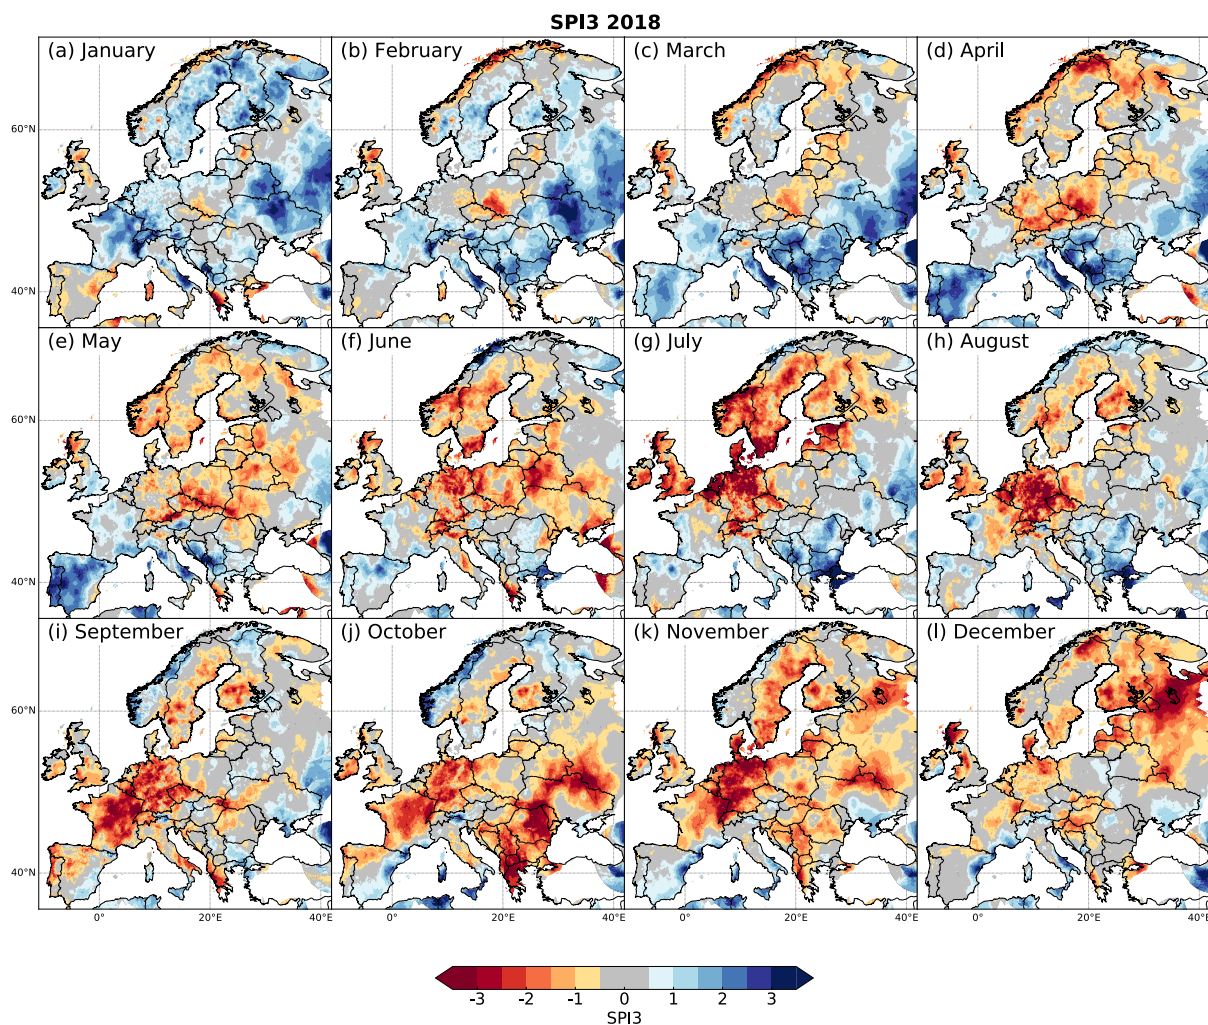 SPI3 2018
(a) January
(b) February
(c) March
(d) April
60°N
40°N
(e) May
(f) June
(g) July
(h) August
60°N
40°N
(i) September
(j) October
(k) November
(l) December
60°N
40°N
0° 20°E 40°E 0° 20°E 40°E 0° 20°E 40°E 0° 20°E 40°E
-3 -2 -1 0 1 2 3
SPI3